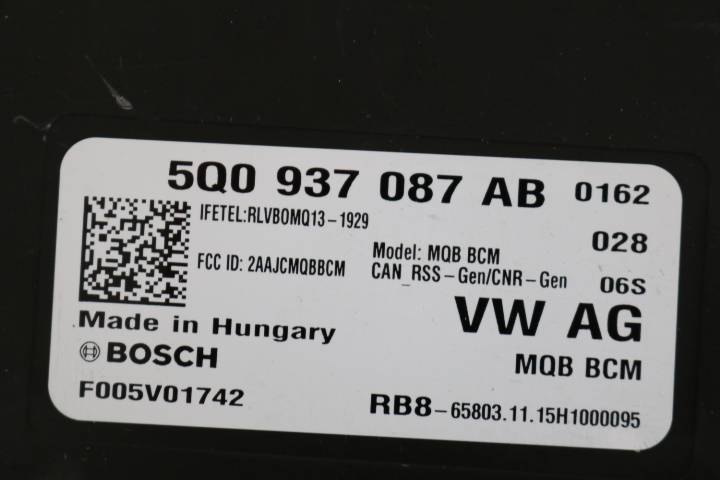 5Q0 937 087 AB 0162
IFETEL:RLVBOMQ13-1929
028
FCC ID: 2AAJCMQBBCM
Model: MQB BCM
CAN_RSS-Gen/CNR-Gen 06S
Made in Hungary
VW AG
BOSCH
MQB BCM
F005V01742
RB8-65803.11.15H1000095